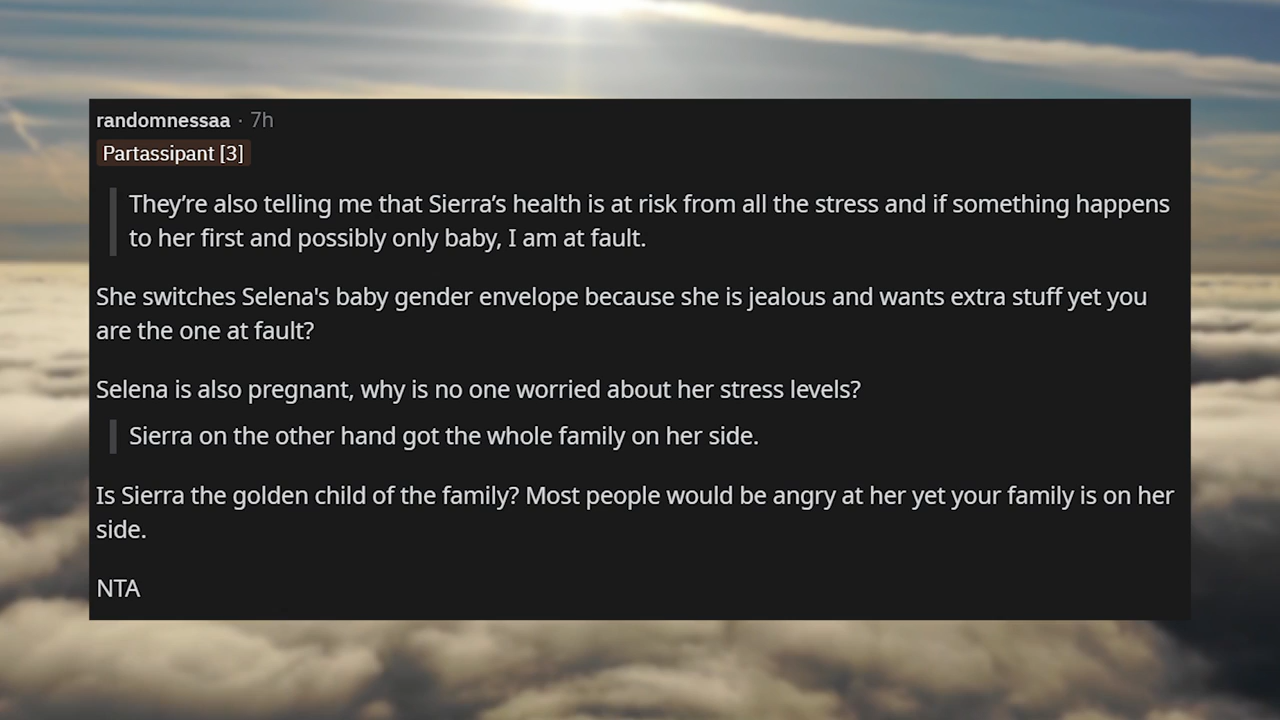 randomnessaa · 7h
Partassipant [3]
They’re also telling me that Sierra’s health is at risk from all the stress and if something happens
to her first and possibly only baby, I am at fault.
She switches Selena's baby gender envelope because she is jealous and wants extra stuff yet you
are the one at fault?
Selena is also pregnant, why is no one worried about her stress levels?
Sierra on the other hand got the whole family on her side.
Is Sierra the golden child of the family? Most people would be angry at her yet your family is on her
side.
NTA